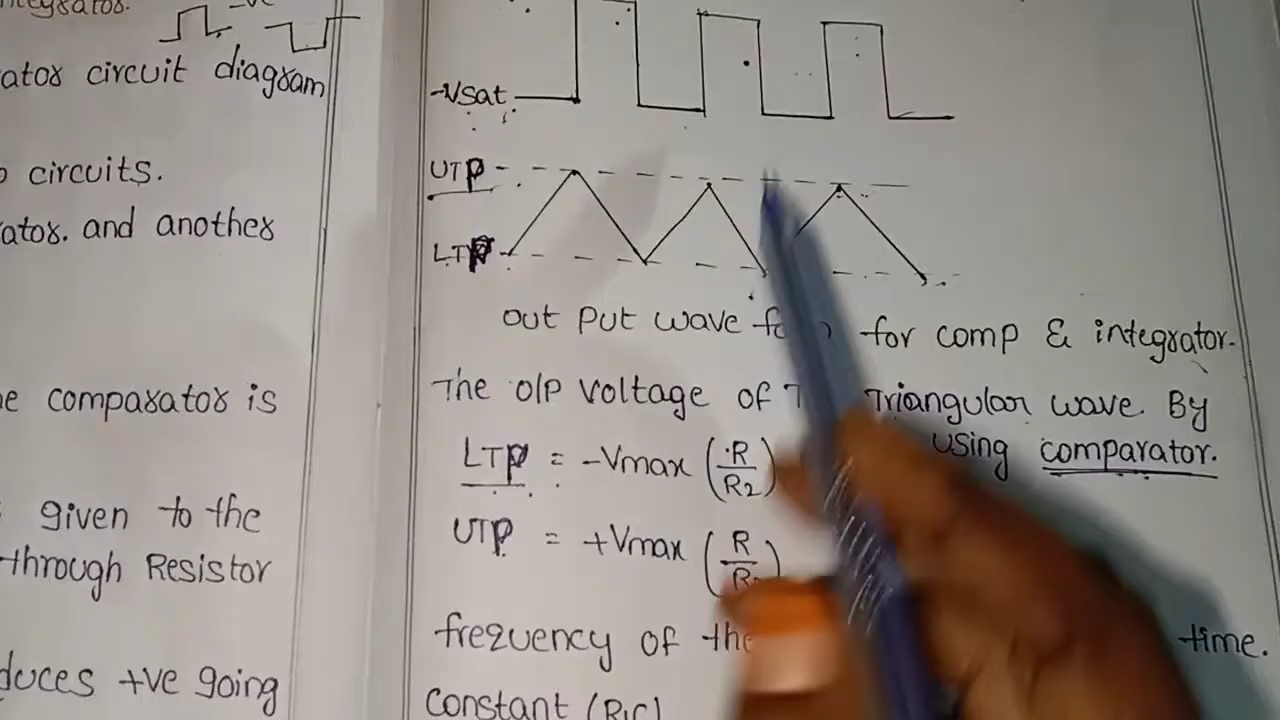 -ve
ator circuit diagram
circuits.
ator. and another
comparator is
given to the
through Resistor
duces +ve going
-Vsat
UTP
LTP
out put wave for comp & integrator.
The o/p voltage of Triangular wave. By
using comparator.
LTP = -Vmax (R/R2)
UTP = +Vmax (R/R
frequency of the time.
constant (R1C)